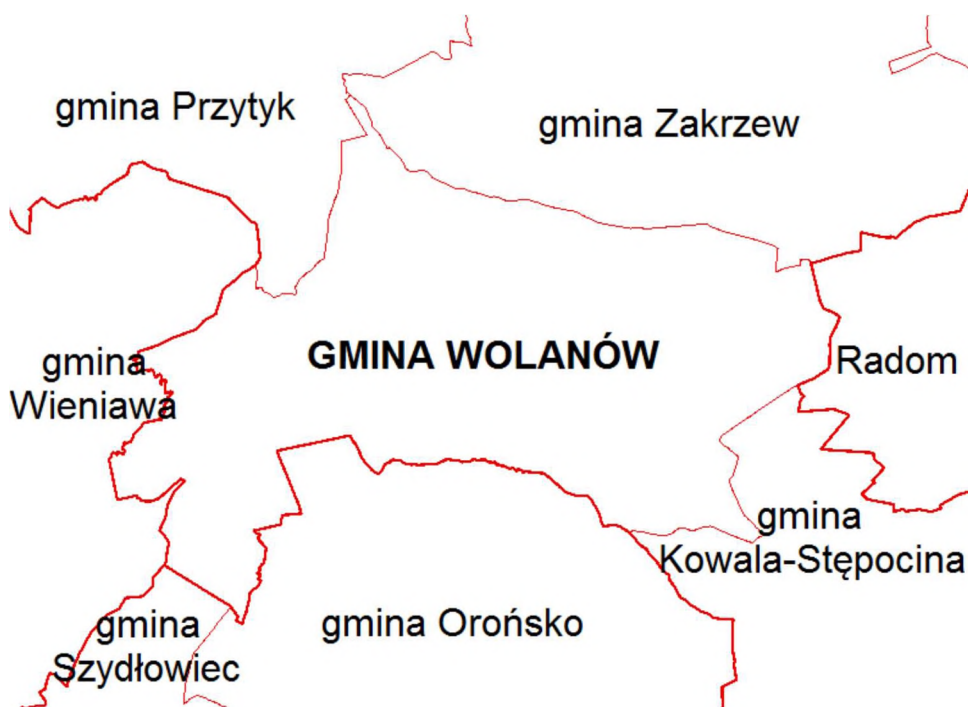 gmina Przytyk
gmina Zakrzew
gmina
Wieniawa
GMINA WOLANÓW
Radom
gmina
Kowala-Stępocina
gmina
Szydłowiec
gmina Orońsko